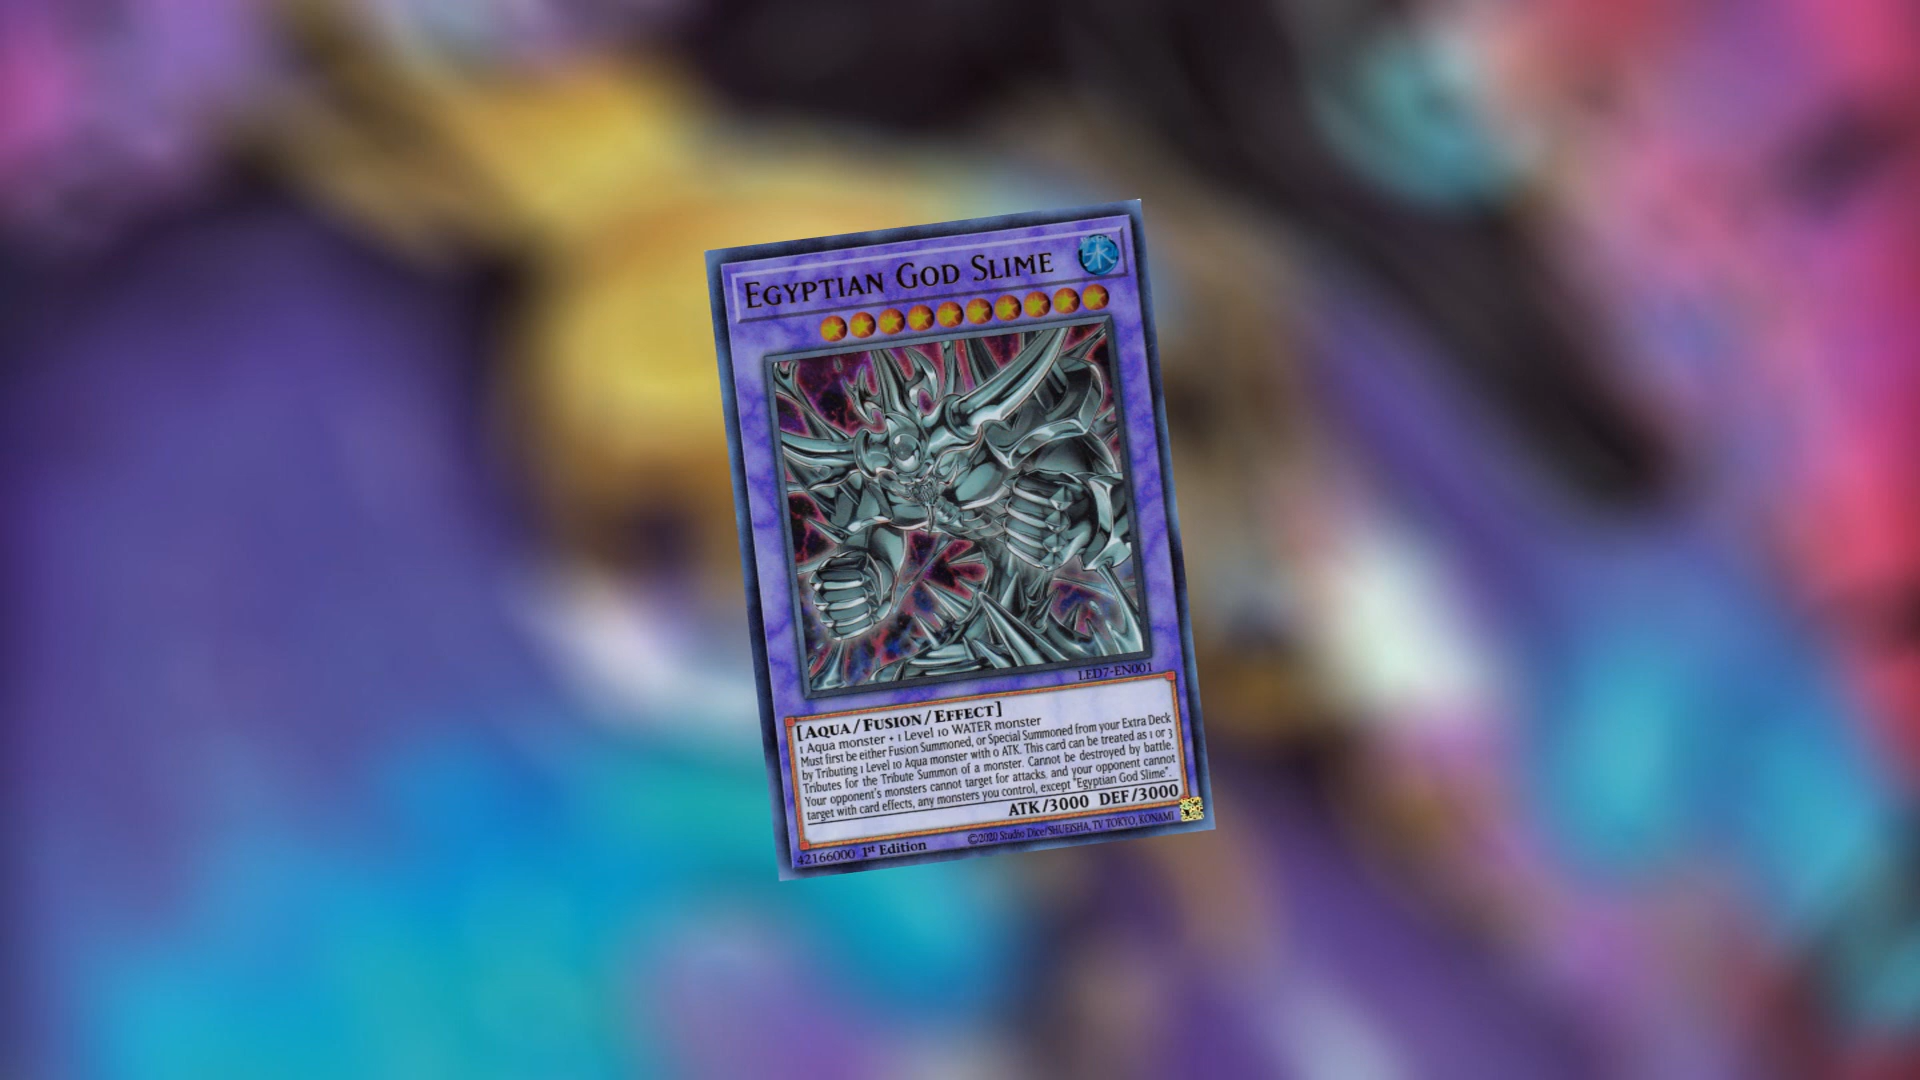 EGYPTIAN GOD SLIME
水
LED7-EN001
[AQUA/FUSION/EFFECT]
1 Aqua monster + 1 Level 10 WATER monster
Must first be either Fusion Summoned, or Special Summoned from your Extra Deck
by Tributing 1 Level 10 Aqua monster with 0 ATK. This card can be treated as 1 or 3
Tributes for the Tribute Summon of a monster. Cannot be destroyed by battle.
Your opponent's monsters cannot target for attacks, and your opponent cannot
target with card effects, any monsters you control, except "Egyptian God Slime".
ATK/3000 DEF/3000
42166000 1st Edition
©2020 Studio Dice/SHUEISHA, TV TOKYO, KONAMI